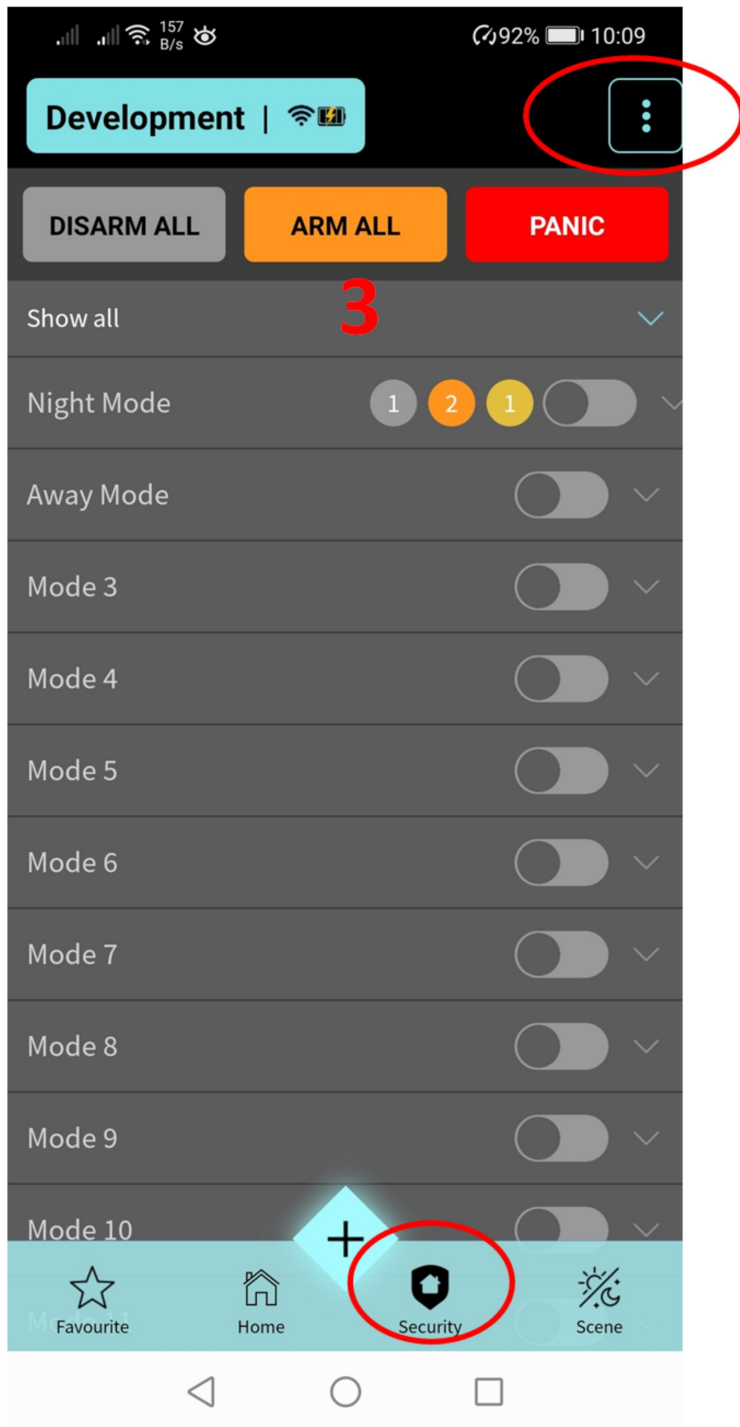 157 B/s 92% 10:09
Development |
DISARM ALL ARM ALL PANIC
3
Show all
Night Mode 1 2 1
Away Mode
Mode 3
Mode 4
Mode 5
Mode 6
Mode 7
Mode 8
Mode 9
Mode 10
+
Mode 11
Favourite Home Security Scene